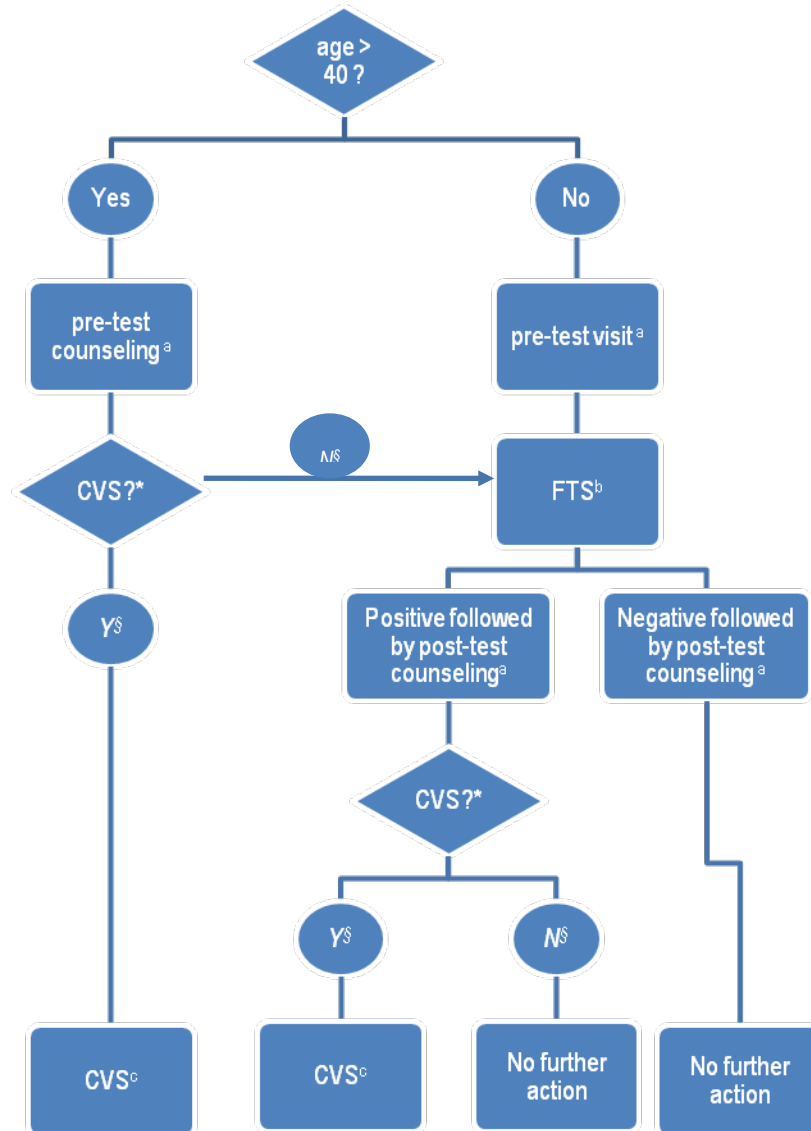 age >
40 ?
Yes
No
pre-test
counseling ᵃ
pre-test visit ᵃ
CVS?*
N§
FTSᵇ
Y§
Positive followed
by post-test
counselingᵃ
Negative followed
by post-test
counseling ᵃ
CVS?*
Y§
N§
CVSᶜ
CVSᶜ
No further
action
No further
action